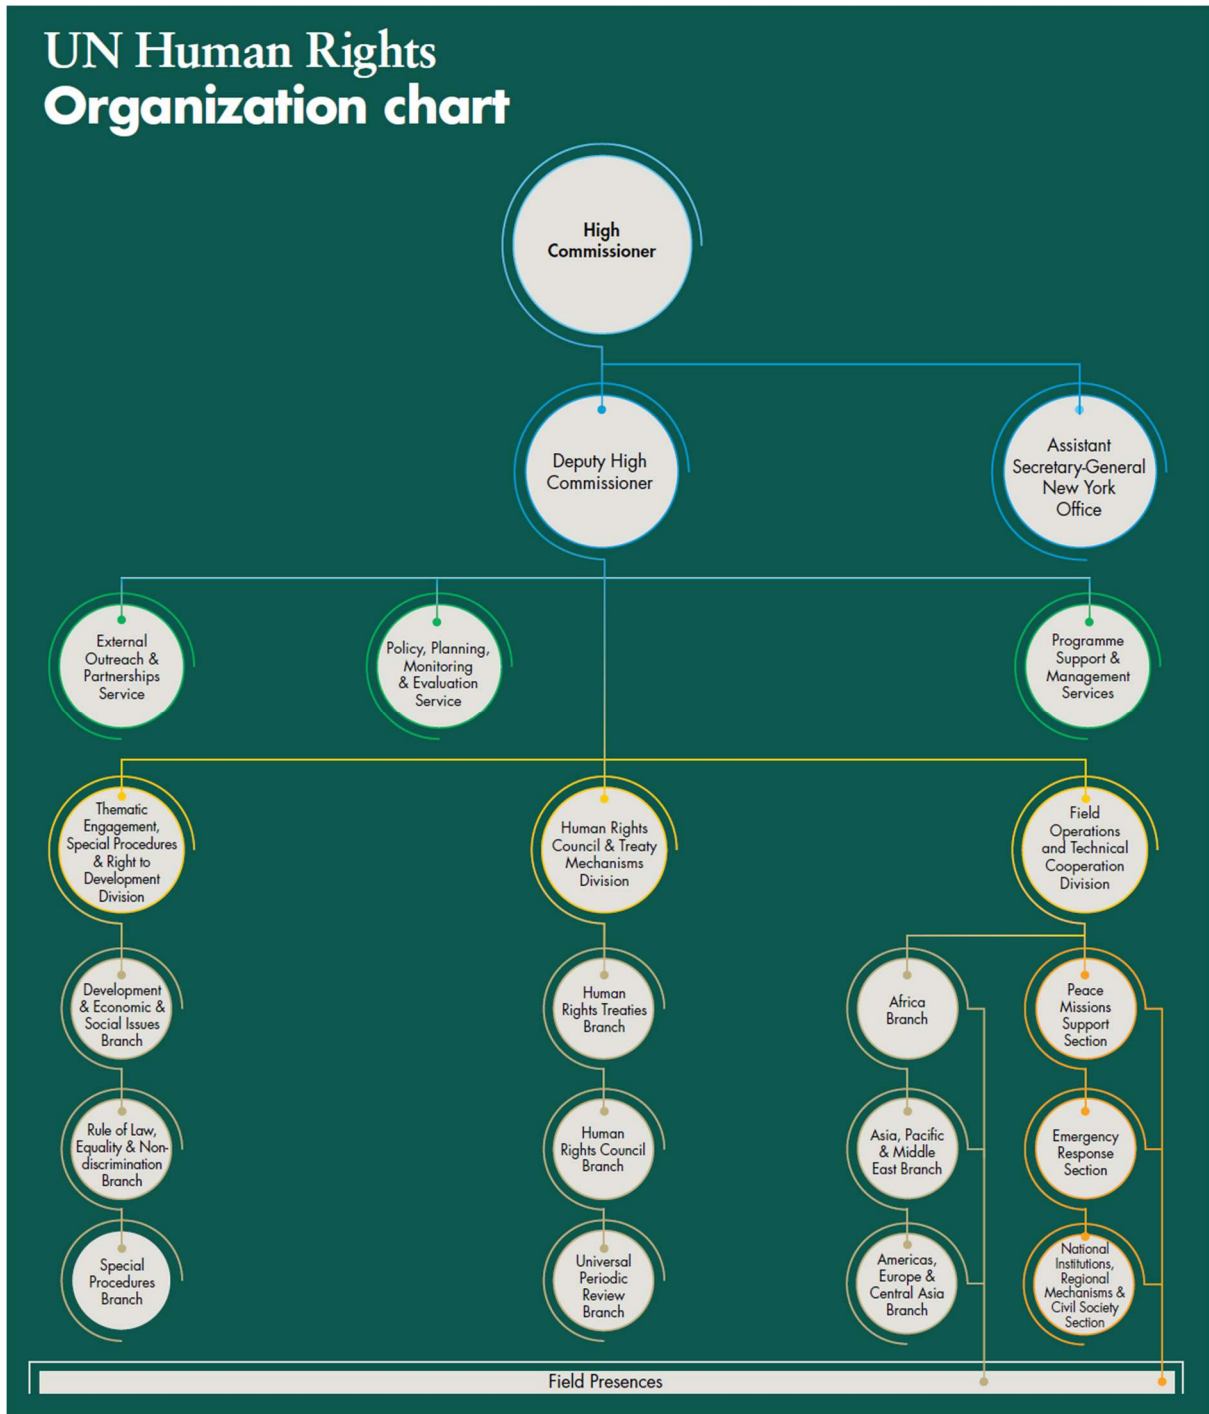 UN Human Rights
Organization chart
High
Commissioner
Deputy High
Commissioner
Assistant
Secretary-General
New York
Office
External
Outreach &
Partnerships
Service
Policy, Planning,
Monitoring
& Evaluation
Service
Programme
Support &
Management
Services
Thematic
Engagement,
Special Procedures
& Right to
Development
Division
Human Rights
Council & Treaty
Mechanisms
Division
Field
Operations
and Technical
Cooperation
Division
Development
& Economic &
Social Issues
Branch
Human
Rights Treaties
Branch
Africa
Branch
Peace
Missions
Support
Section
Rule of Law,
Equality & Non-
discrimination
Branch
Human
Rights Council
Branch
Asia, Pacific
& Middle
East Branch
Emergency
Response
Section
Special
Procedures
Branch
Universal
Periodic
Review
Branch
Americas,
Europe &
Central Asia
Branch
National
Institutions,
Regional
Mechanisms &
Civil Society
Section
Field Presences